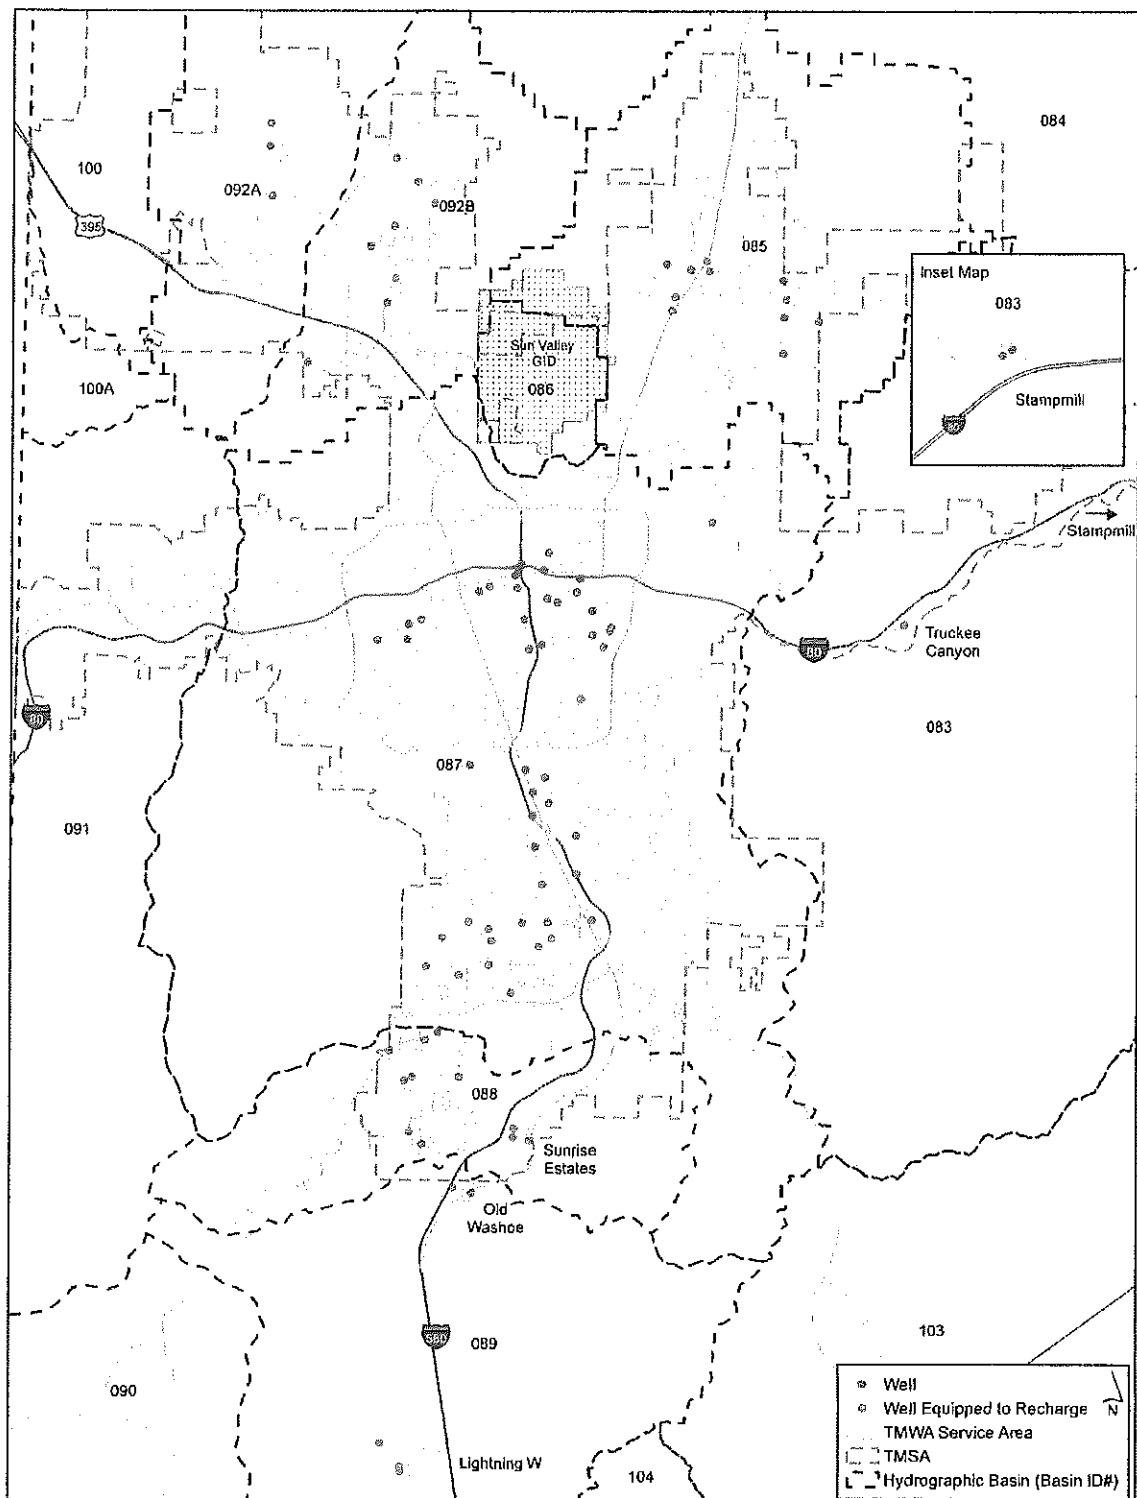 084
100
092A
092B
395
085
Inset Map
083
Sun Valley
GID
086
100A
Stampmill
80
Stampmill
Truckee
Canyon
80
80
083
087
091
088
Sunrise
Estates
Old
Washoe
580
089
103
090
Lightning W
104
Well
Well Equipped to Recharge
N
TMWA Service Area
TMSA
Hydrographic Basin (Basin ID#)